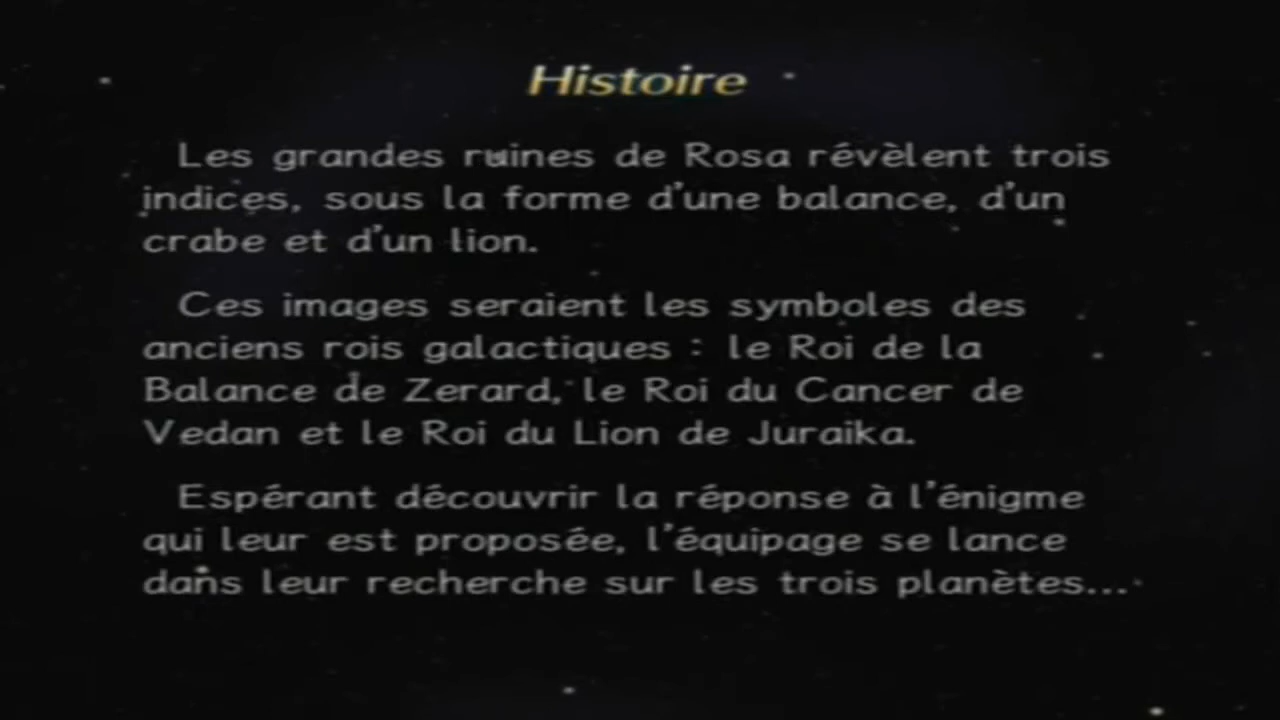 Histoire
Les grandes ruines de Rosa révèlent trois
indices, sous la forme d'une balance, d'un
crabe et d'un lion.
Ces images seraient les symboles des
anciens rois galactiques : le Roi de la
Balance de Zerard, le Roi du Cancer de
Vedan et le Roi du Lion de Juraika.
Espérant découvrir la réponse à l'énigme
qui leur est proposée, l'équipage se lance
dans leur recherche sur les trois planètes...